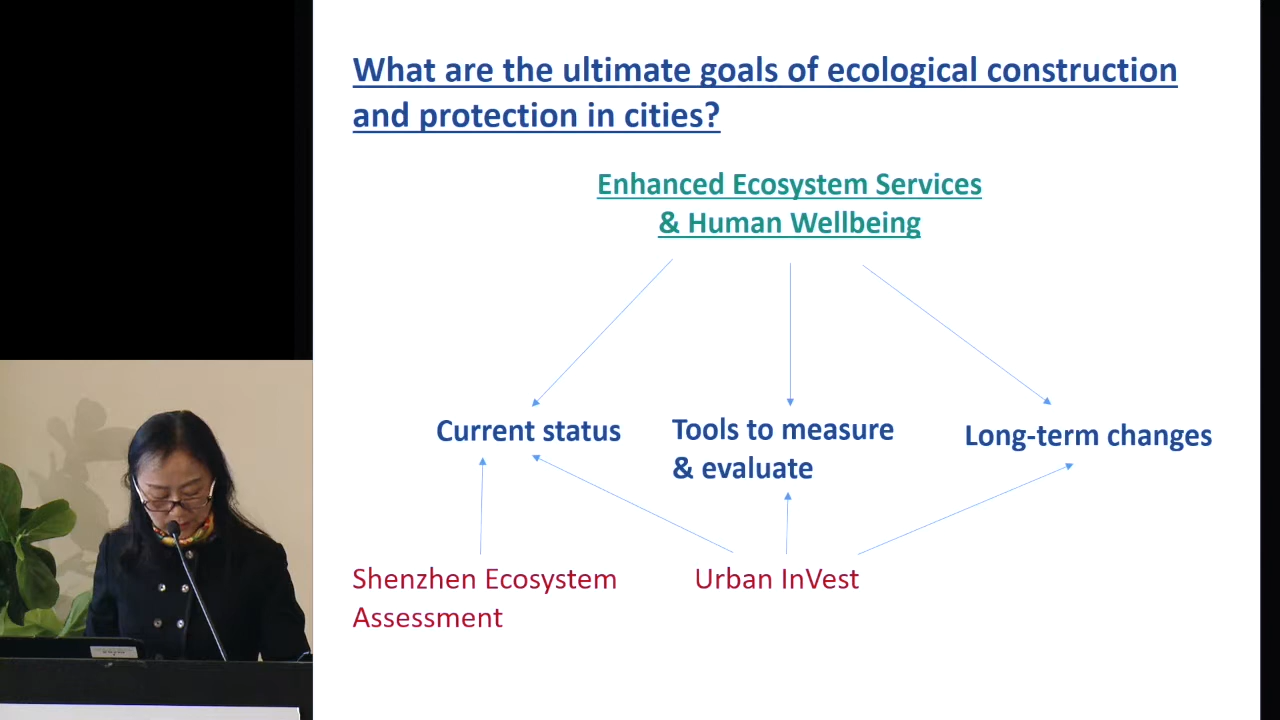 What are the ultimate goals of ecological construction
and protection in cities?
Enhanced Ecosystem Services
& Human Wellbeing
Current status
Tools to measure
& evaluate
Long-term changes
Shenzhen Ecosystem
Assessment
Urban InVest